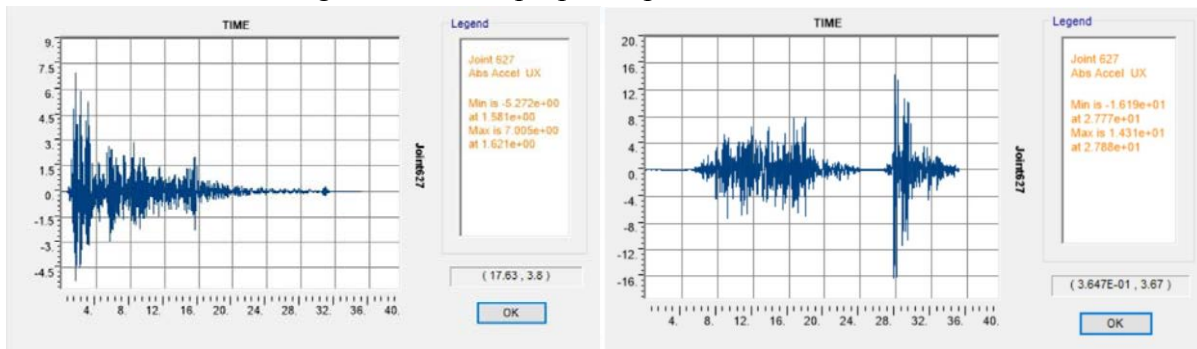 TIME
9.
7.5
6.
4.5
3.
1.5
0.
-1.5
-3.
-4.5
4. 8. 12. 16. 20. 24. 28. 32. 36. 40.
Joint627
Legend
Joint 627
Abs Accel UX
Min is -5.272e+00
at 1.581e+00
Max is 7.005e+00
at 1.621e+00
( 17.63 , 3.8 )
OK
TIME
20.
16.
12.
8.
4.
0.
-4.
-8.
-12.
-16.
4. 8. 12. 16. 20. 24. 28. 32. 36. 40.
Joint627
Legend
Joint 627
Abs Accel UX
Min is -1.619e+01
at 2.777e+01
Max is 1.431e+01
at 2.788e+01
( 3.647E-01 , 3.67 )
OK